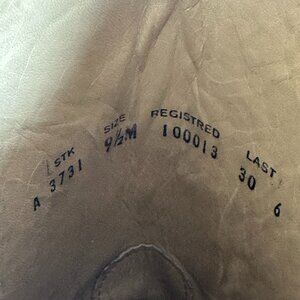 STK SIZE REGISTRED LAST
A 3731 9½M 100013 30 6